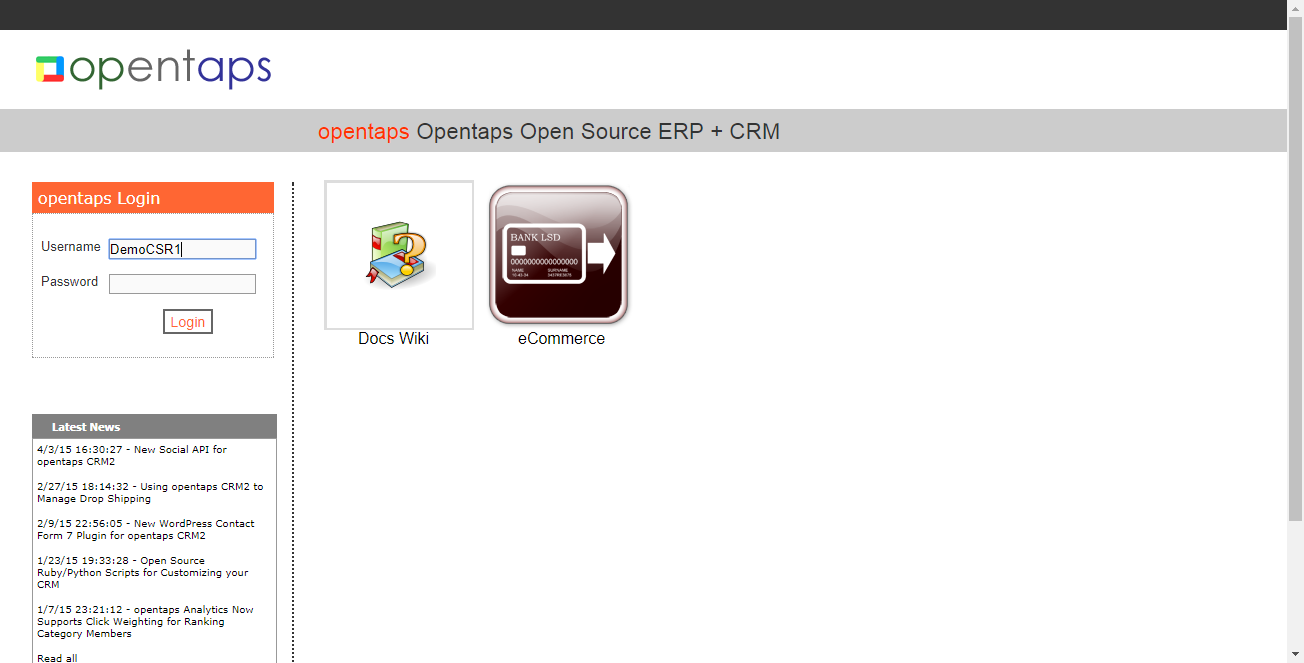 opentaps
opentaps Opentaps Open Source ERP + CRM
opentaps Login
Username DemoCSR1
Password
Login
BANK LSD
0000000000000000
NAME SURNAME
Docs Wiki
eCommerce
Latest News
4/3/15 16:30:27 - New Social API for
opentaps CRM2
2/27/15 18:14:32 - Using opentaps CRM2 to
Manage Drop Shipping
2/9/15 22:56:05 - New WordPress Contact
Form 7 Plugin for opentaps CRM2
1/23/15 19:33:28 - Open Source
Ruby/Python Scripts for Customizing your
CRM
1/7/15 23:21:12 - opentaps Analytics Now
Supports Click Weighting for Ranking
Category Members
Read all